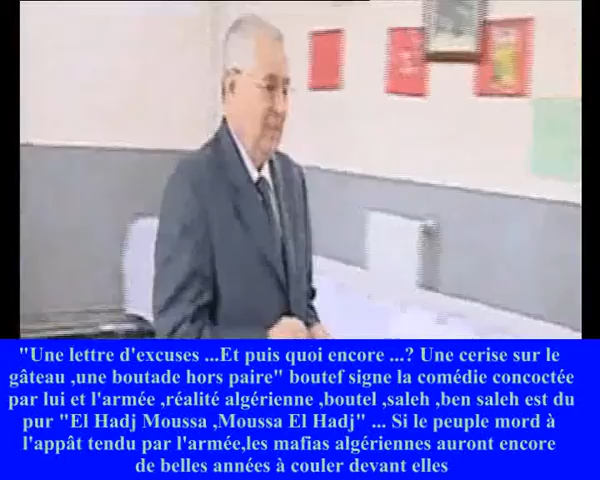 "Une lettre d'excuses ...Et puis quoi encore ...? Une cerise sur le
gâteau ,une boutade hors paire" boutef signe la comédie concoctée
par lui et l'armée ,réalité algérienne ,boutel ,saleh ,ben saleh est du
pur "El Hadj Moussa ,Moussa El Hadj" ... Si le peuple mord à
l'appât tendu par l'armée,les mafias algériennes auront encore
de belles années à couler devant elles